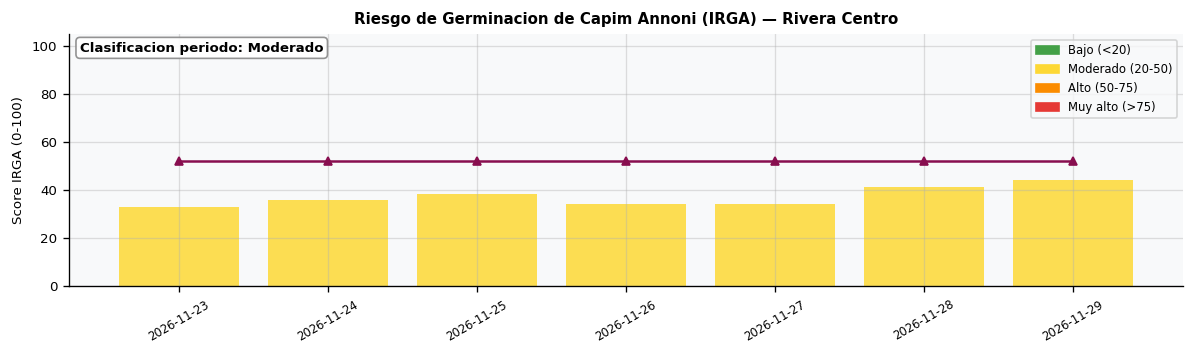 Riesgo de Germinacion de Capim Annoni (IRGA) — Rivera Centro
Clasificacion periodo: Moderado
Bajo (<20)
Moderado (20-50)
Alto (50-75)
Muy alto (>75)
Score IRGA (0-100)
100
80
60
40
20
0
2026-11-23
2026-11-24
2026-11-25
2026-11-26
2026-11-27
2026-11-28
2026-11-29